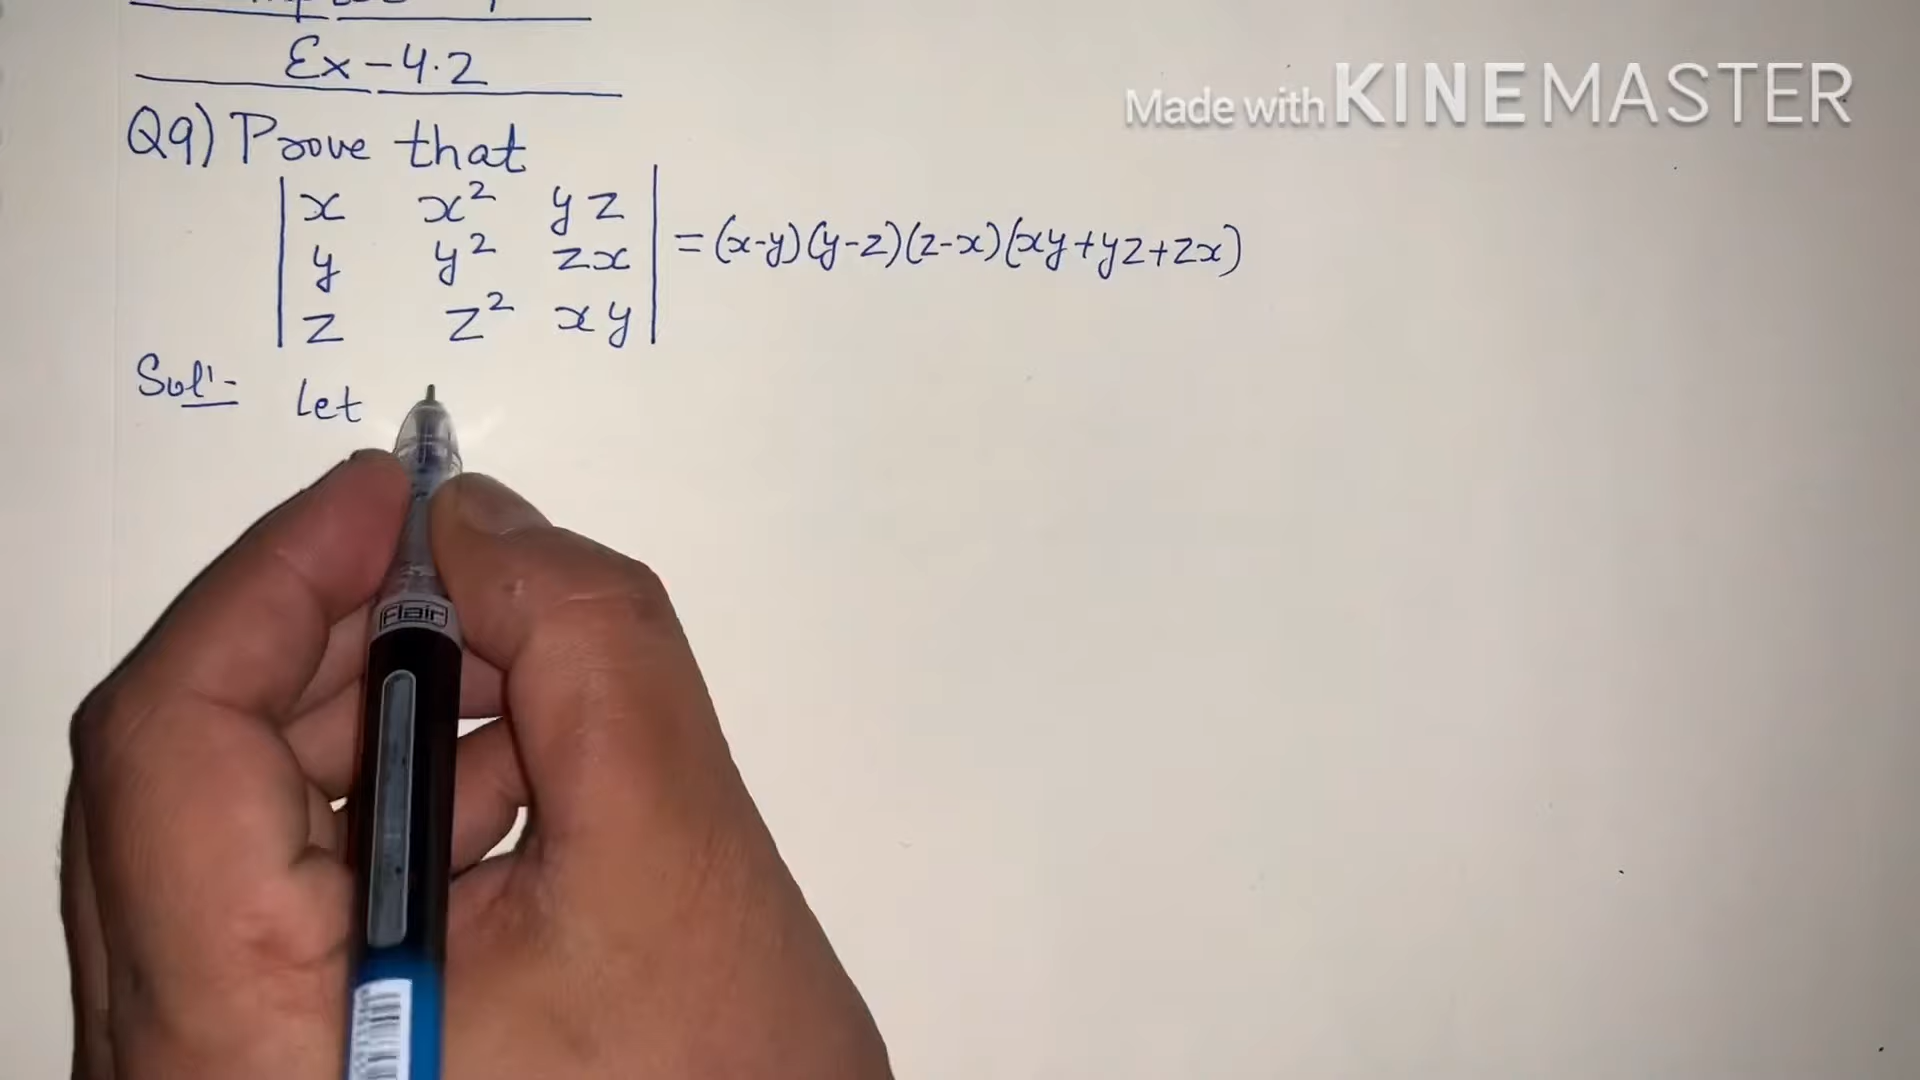 Ex-4.2
Made with KINEMASTER
Q9) Prove that
| x x² yz |
| y y² zx | = (x-y)(y-z)(z-x)(xy+yz+zx)
| z z² xy |
Sol:- Let
Flair